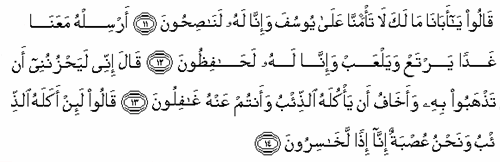 قَالُوا۟ يَـٰٓأَبَانَا مَا لَكَ لَا تَأْمَ۫نَّا عَلَىٰ يُوسُفَ وَإِنَّا لَهُۥ لَنَـٰصِحُونَ ١١ أَرْسِلْهُ مَعَنَا
غَدًا يَرْتَعْ وَيَلْعَبْ وَإِنَّا لَهُۥ لَحَـٰفِظُونَ ١٢ قَالَ إِنِّى لَيَحْزُنُنِىٓ أَن
تَذْهَبُوا۟ بِهِۦ وَأَخَافُ أَن يَأْكُلَهُ ٱلذِّئْبُ وَأَنتُمْ عَنْهُ غَـٰفِلُونَ ١٣ قَالُوا۟ لَئِنْ أَكَلَهُ ٱلذِّ
ئْبُ وَنَحْنُ عُصْبَةٌ إِنَّآ إِذًا لَّخَـٰسِرُونَ ١٤